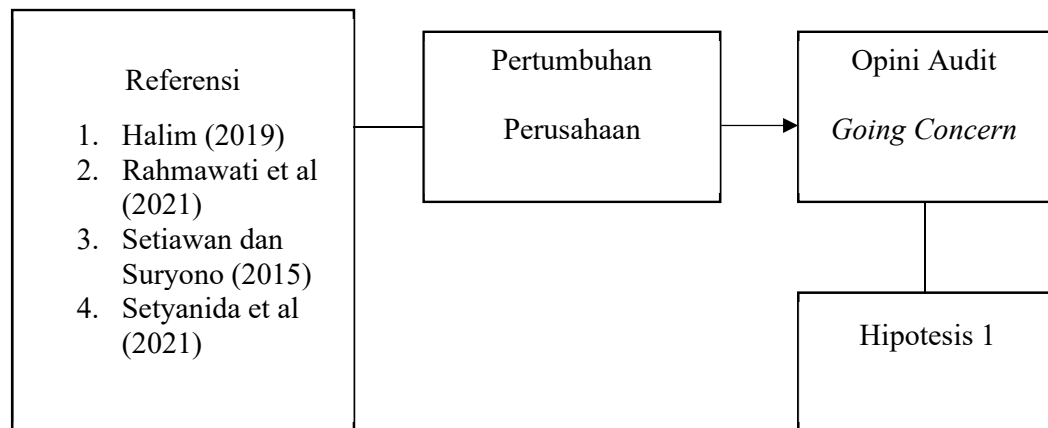 Referensi
1. Halim (2019)
2. Rahmawati et al
(2021)
3. Setiawan dan
Suryono (2015)
4. Setyanida et al
(2021)
Pertumbuhan
Perusahaan
Opini Audit
Going Concern
Hipotesis 1